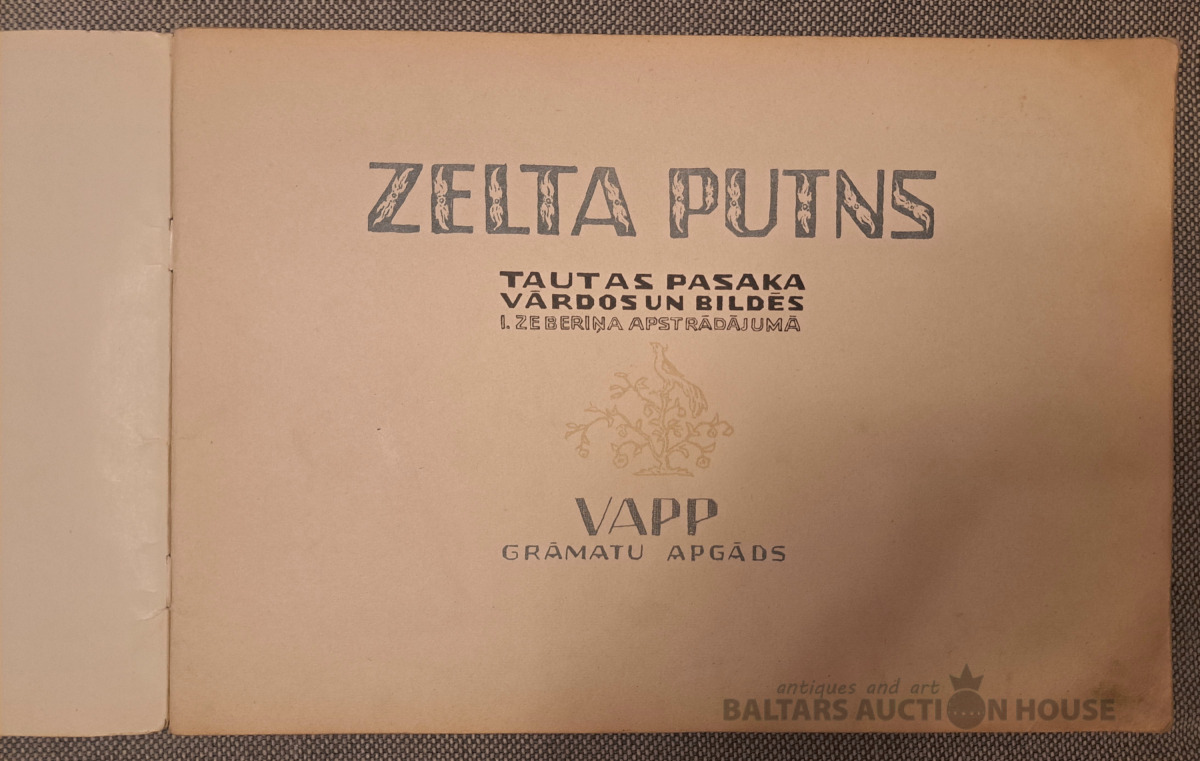 ZELTA PUTNS
TAUTAS PASAKA
VĀRDOS UN BILDĒS
I. ZEBERIŅA APSTRĀDĀJUMĀ
VAPP
GRĀMATU APGĀDS
antiques and art
BALTARS AUCTION HOUSE